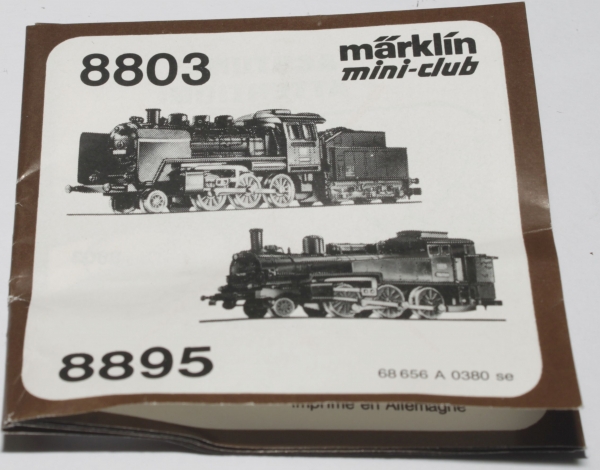 8803
märklin
mini-club
8895
68 656 A 0380 se
Imprimé en Allemagne